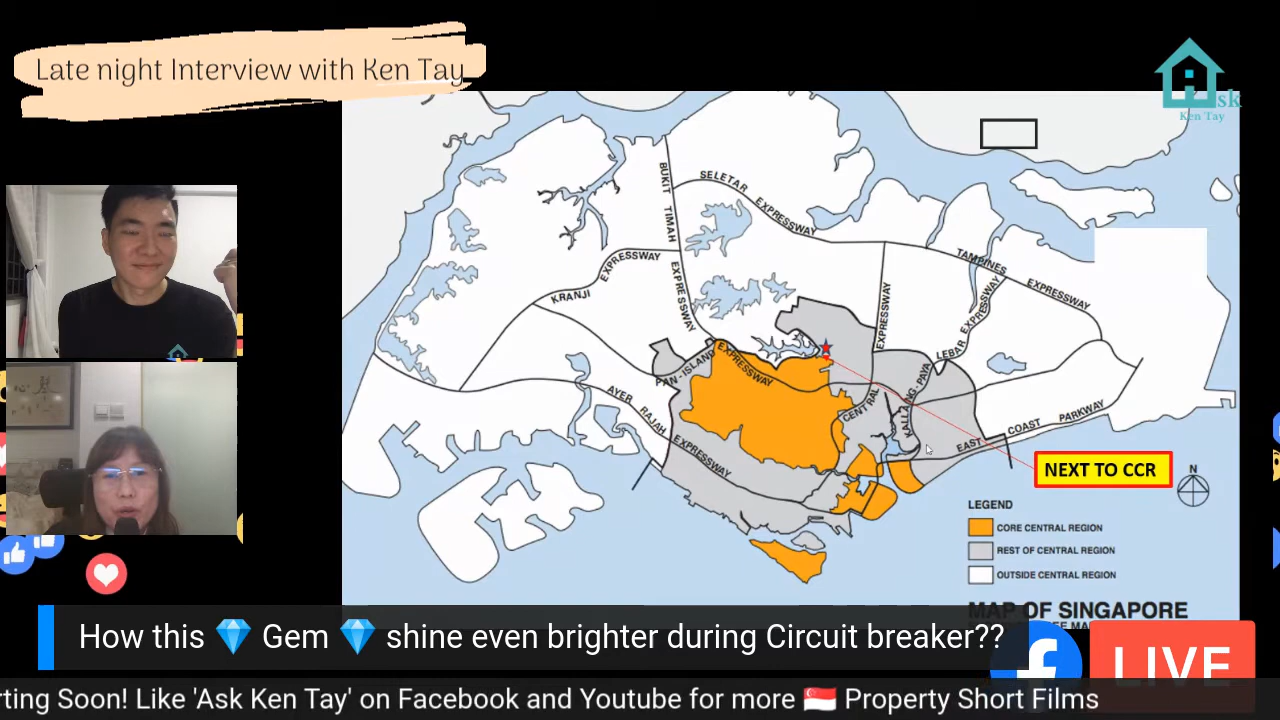 Late night Interview with Ken Tay
sk
Ken Tay
BUKIT TIMAH EXPRESSWAY
SELETAR EXPRESSWAY
TAMPINES EXPRESSWAY
KRANJI EXPRESSWAY
EXPRESSWAY
LEBAR EXPRESSWAY
PAN-ISLAND EXPRESSWAY
KALLANG-PAYA
CENTRAL
AYER RAJAH EXPRESSWAY
EAST COAST PARKWAY
NEXT TO CCR
N
LEGEND
CORE CENTRAL REGION
REST OF CENTRAL REGION
OUTSIDE CENTRAL REGION
MAP OF SINGAPORE
How this 💎 Gem 💎 shine even brighter during Circuit breaker??
LIVE
rting Soon! Like 'Ask Ken Tay' on Facebook and Youtube for more 🇸🇬 Property Short Films